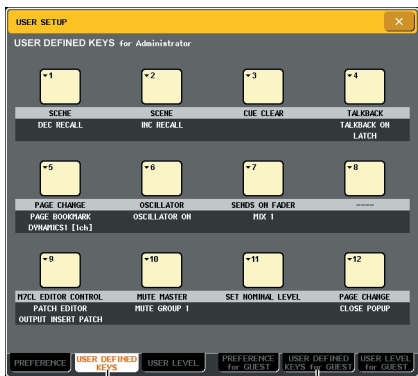 USER SETUP
USER DEFINED KEYS for Administrator
1 2 3 4
SCENE SCENE CUE CLEAR TALKBACK
DEC RECALL INC RECALL TALKBACK ON
LATCH
5 6 7 8
PAGE CHANGE OSCILLATOR SENDS ON FADER ----
PAGE BOOKMARK OSCILLATOR ON MIX 1
DYNAMICS1 [1ch]
9 10 11 12
M7CL EDITOR CONTROL MUTE MASTER SET NOMINAL LEVEL PAGE CHANGE
PATCH EDITOR MUTE GROUP 1 CLOSE POPUP
OUTPUT INSERT PATCH
PREFERENCE USER DEFINED KEYS USER LEVEL PREFERENCE for GUEST USER DEFINED KEYS for GUEST USER LEVEL for GUEST